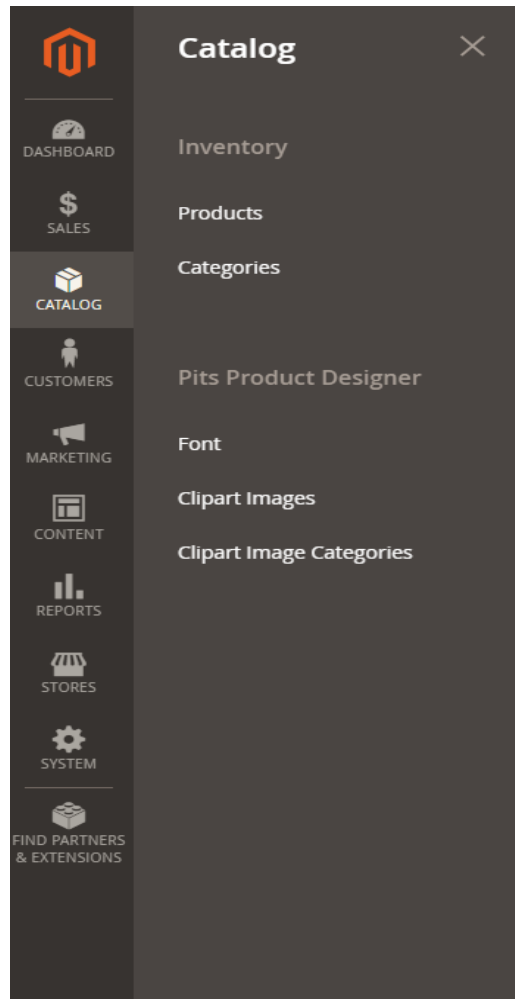 DASHBOARD
SALES
CATALOG
CUSTOMERS
MARKETING
CONTENT
REPORTS
STORES
SYSTEM
FIND PARTNERS
& EXTENSIONS
Catalog
Inventory
Products
Categories
Pits Product Designer
Font
Clipart Images
Clipart Image Categories